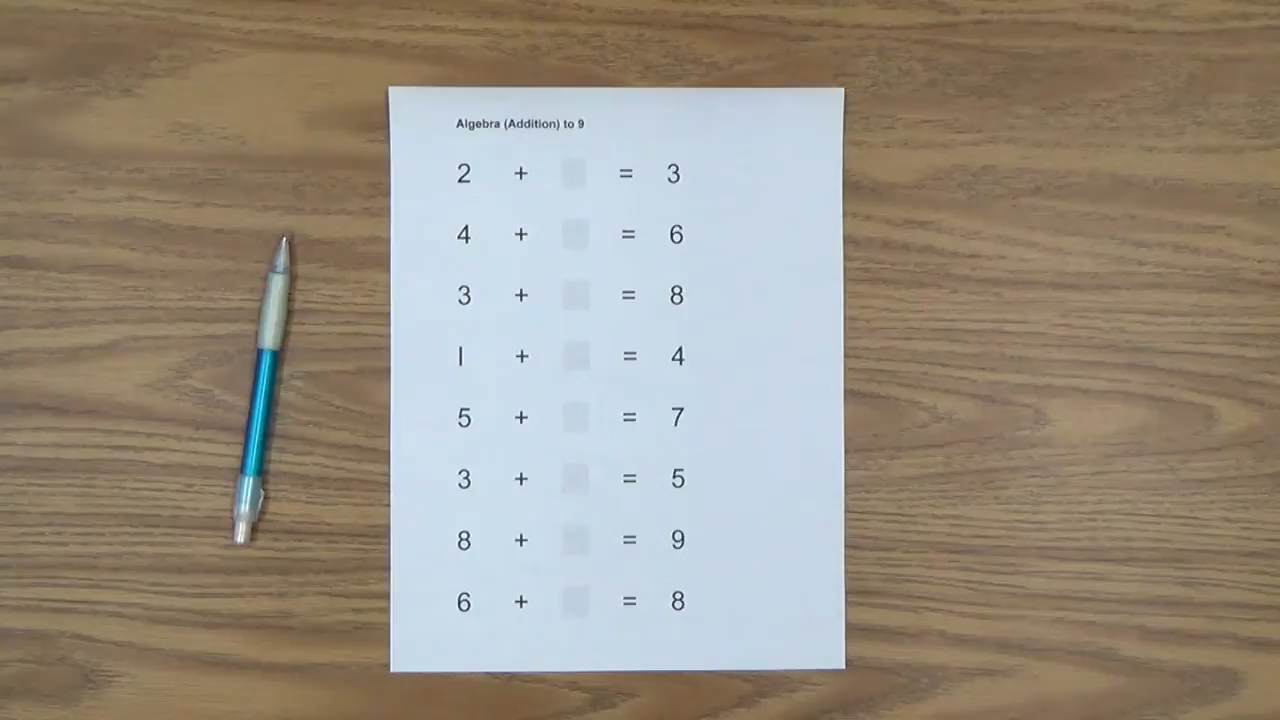 Algebra (Addition) to 9
2 + = 3
4 + = 6
3 + = 8
1 + = 4
5 + = 7
3 + = 5
8 + = 9
6 + = 8